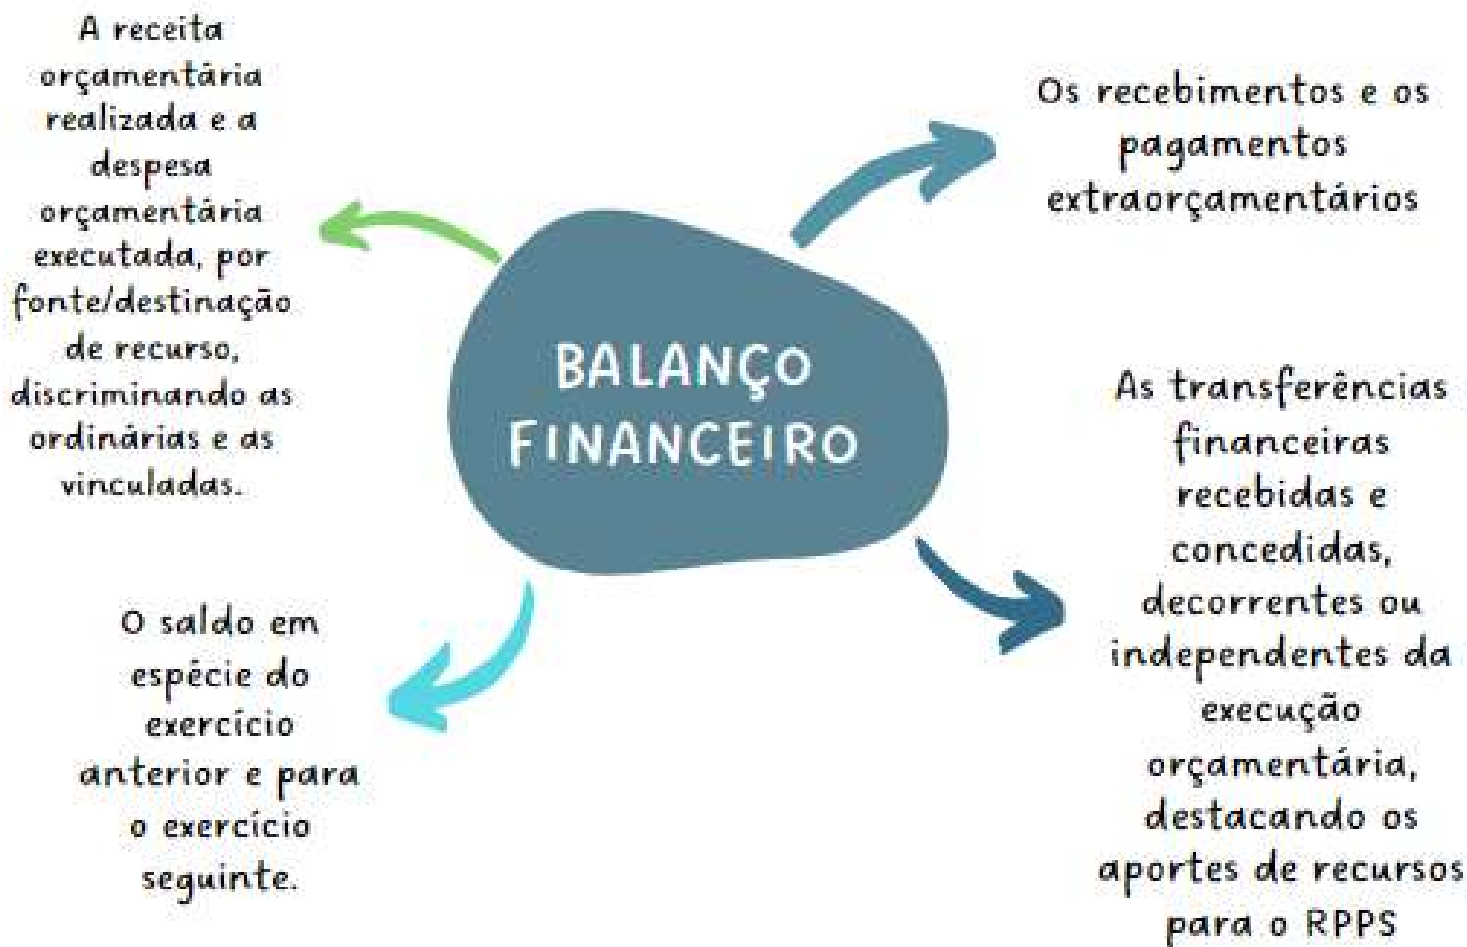 A receita
orçamentária
realizada e a
despesa
orçamentária
executada, por
fonte/destinação
de recurso,
discriminando as
ordinárias e as
vinculadas.
Os recebimentos e os
pagamentos
extraorçamentários
BALANÇO
FINANCEIRO
As transferências
financeiras
recebidas e
concedidas,
decorrentes ou
independentes da
execução
orçamentária,
destacando os
aportes de recursos
para o RPPS
O saldo em
espécie do
exercício
anterior e para
o exercício
seguinte.